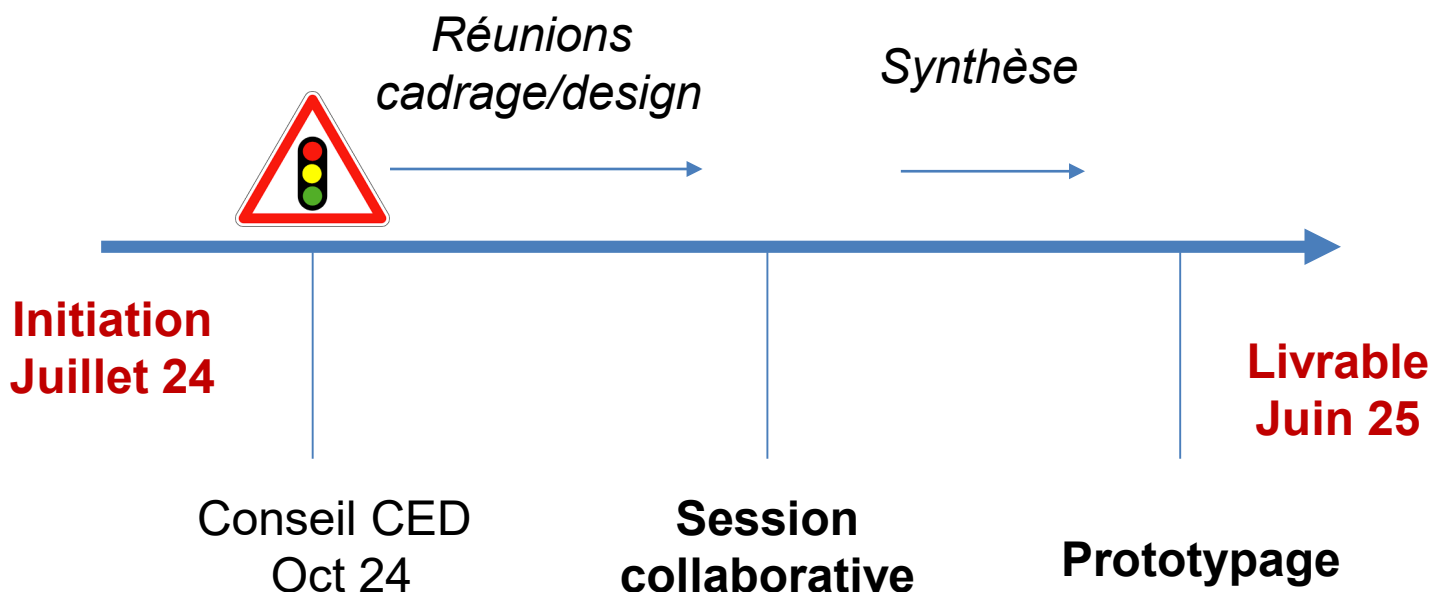 Réunions
cadrage/design
Synthèse
Initiation
Juillet 24
Livrable
Juin 25
Conseil CED
Oct 24
Session
collaborative
Prototypage